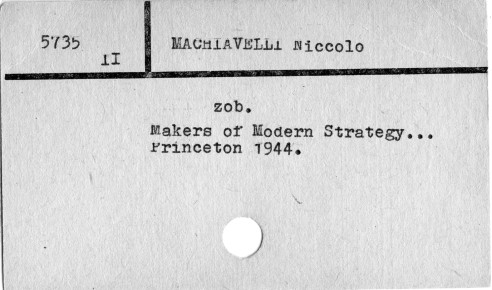 5735
II
MACHIAVELLI Niccolo
zob.
Makers of Modern Strategy...
Princeton 1944.